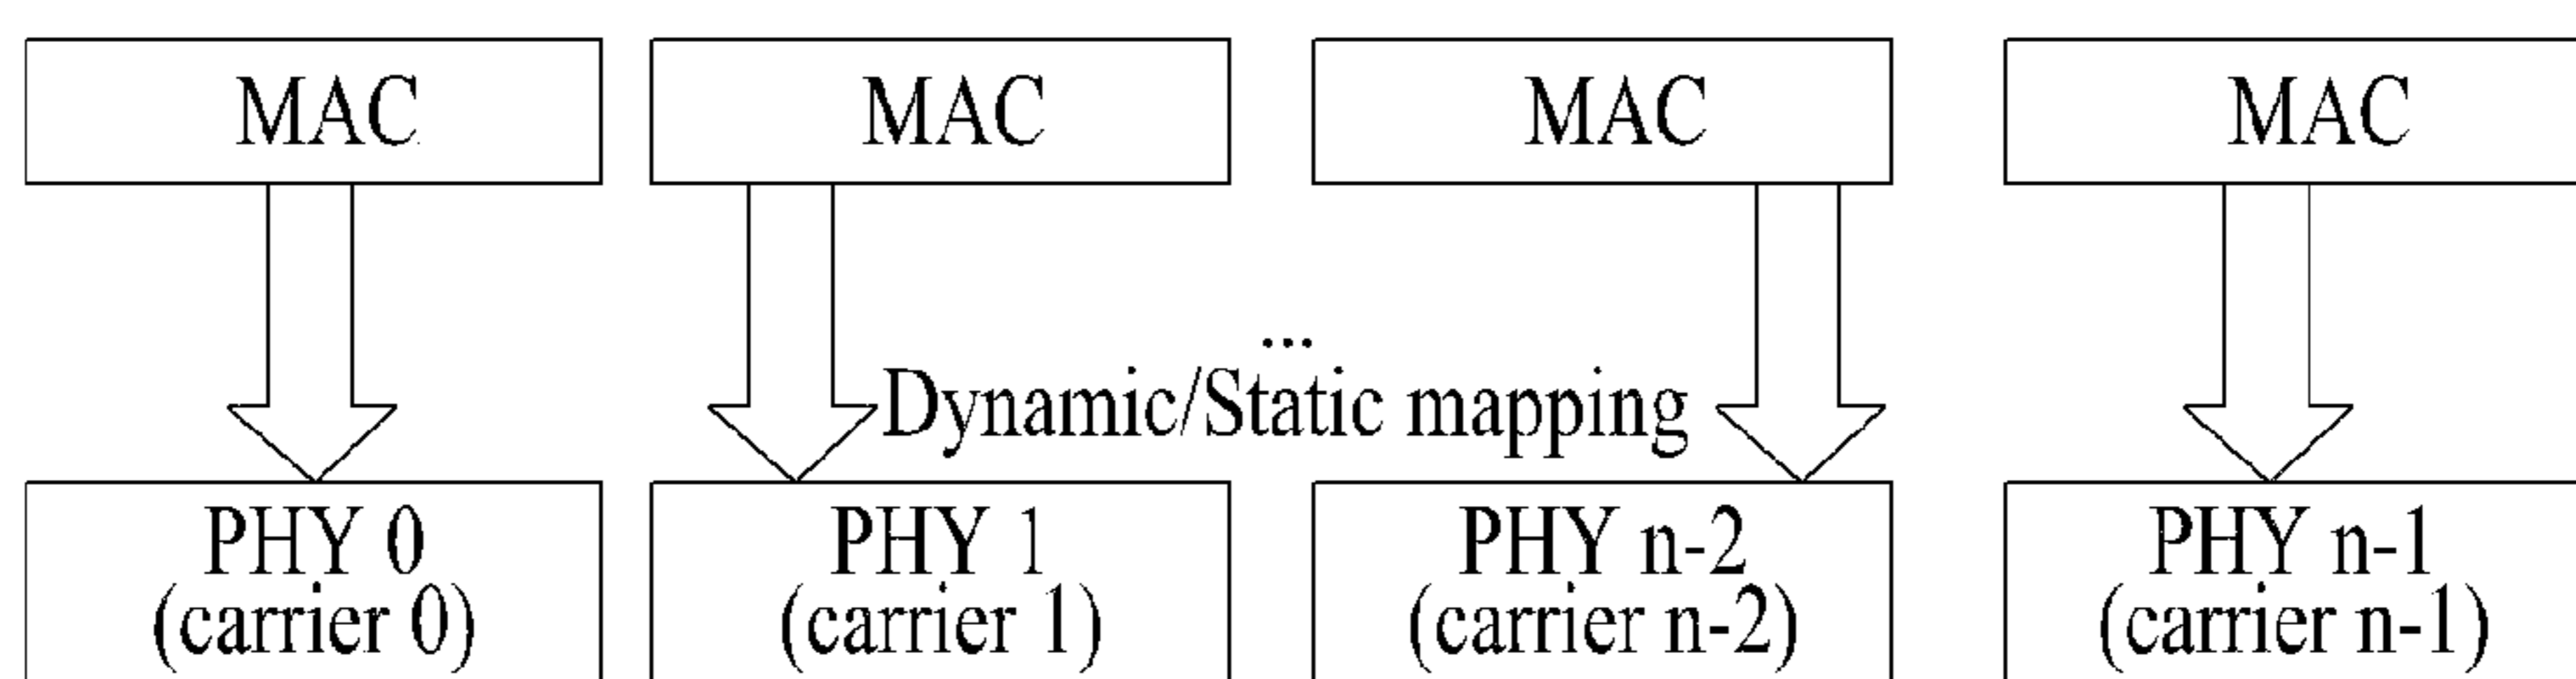 MAC MAC MAC MAC
...
Dynamic/Static mapping
PHY 0 PHY 1 PHY n-2 PHY n-1
(carrier 0) (carrier 1) (carrier n-2) (carrier n-1)